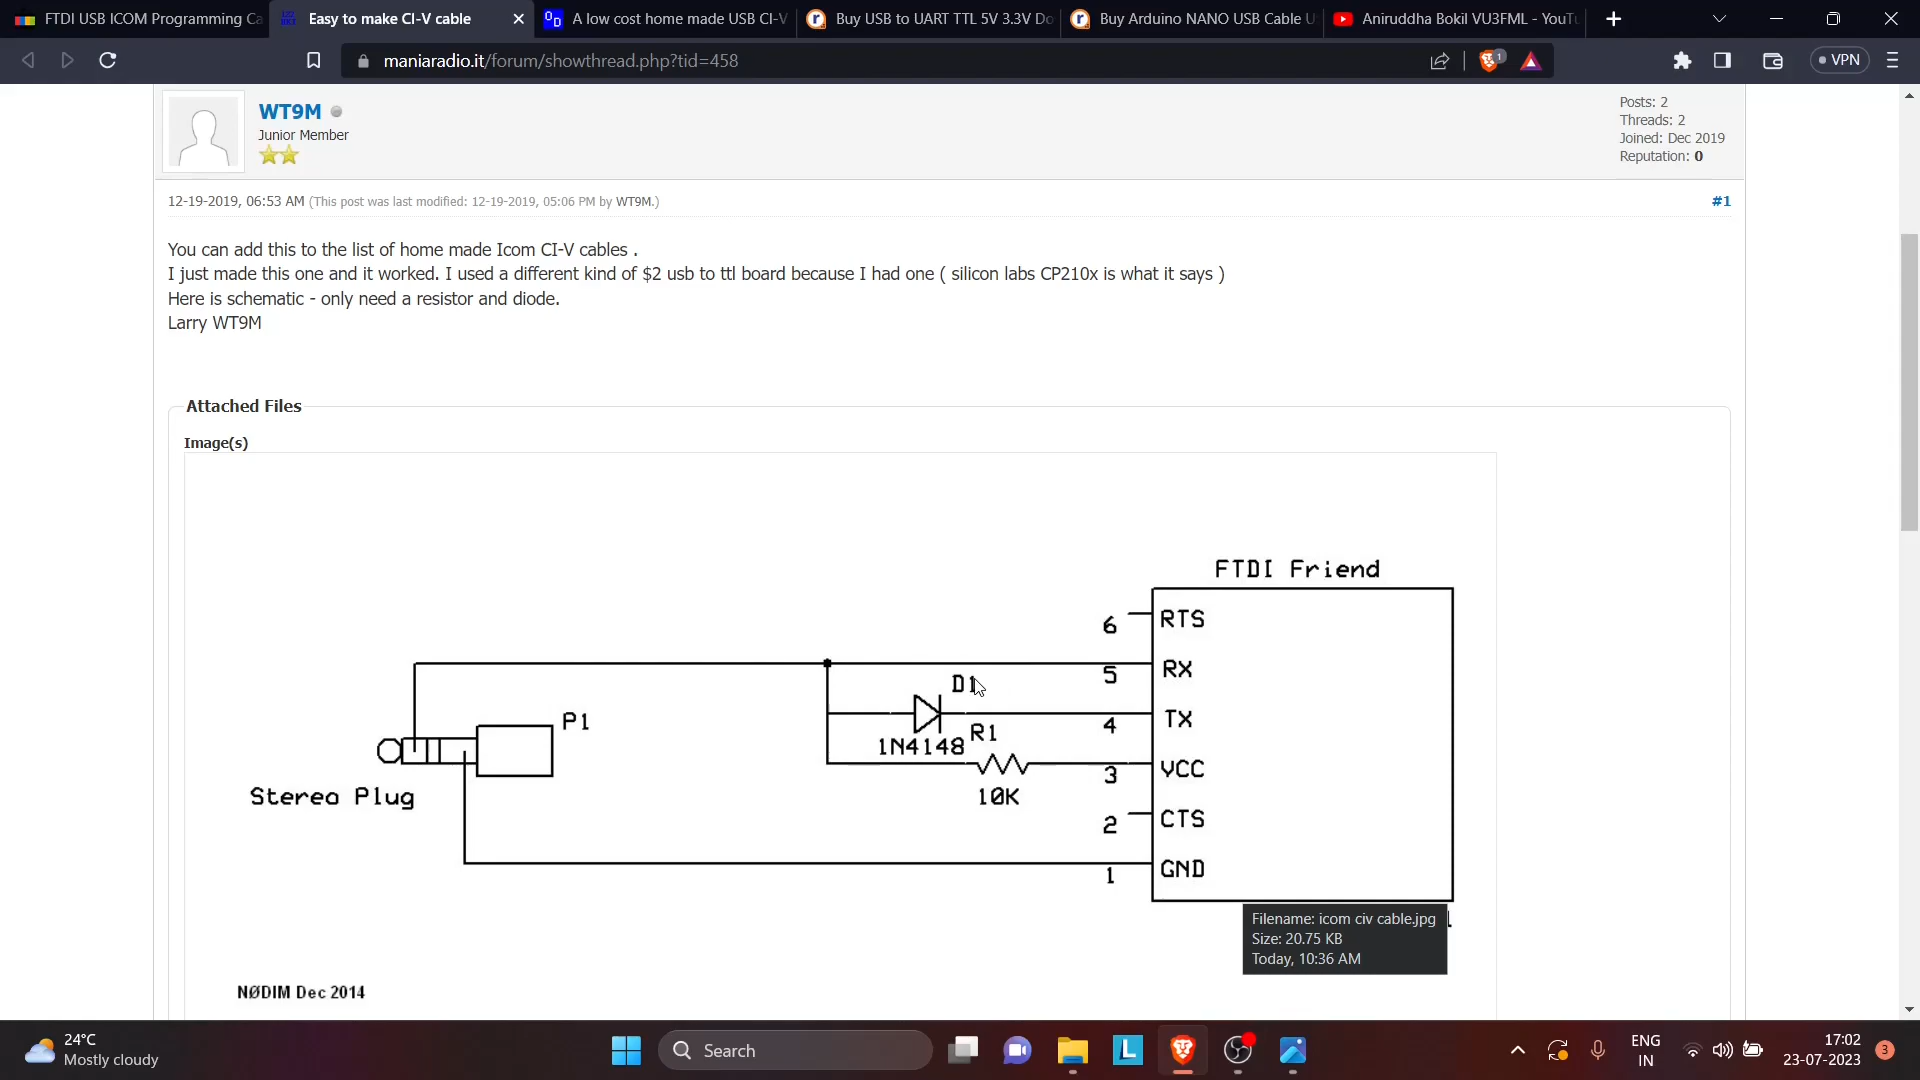 FTDI USB ICOM Programming Ca
Easy to make CI-V cable
A low cost home made USB CI-V
Buy USB to UART TTL 5V 3.3V Do
Buy Arduino NANO USB Cable U
Aniruddha Bokil VU3FML - YouTu
maniaradio.it/forum/showthread.php?tid=458
1
VPN
WT9M
Junior Member
Posts: 2
Threads: 2
Joined: Dec 2019
Reputation: 0
12-19-2019, 06:53 AM (This post was last modified: 12-19-2019, 05:06 PM by WT9M.)
#1
You can add this to the list of home made Icom CI-V cables .
I just made this one and it worked. I used a different kind of $2 usb to ttl board because I had one ( silicon labs CP210x is what it says )
Here is schematic - only need a resistor and diode.
Larry WT9M
Attached Files
Image(s)
FTDI Friend
6 RTS
5 RX
D1
4 TX
P1
1N4148
R1
3 VCC
Stereo Plug
10K
2 CTS
1 GND
Filename: icom civ cable.jpg
Size: 20.75 KB
Today, 10:36 AM
NØDIM Dec 2014
24°C
Mostly cloudy
Search
L
ENG
IN
17:02
23-07-2023
3